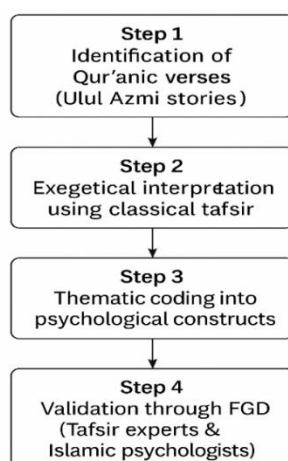 Step 1
Identification of
Qur'anic verses
(Ulul Azmi stories)
Step 2
Exegetical interpretation
using classical tafsir
Step 3
Thematic coding into
psychological constructs
Step 4
Validation through FGD
(Tafsir experts &
Islamic psychologists)